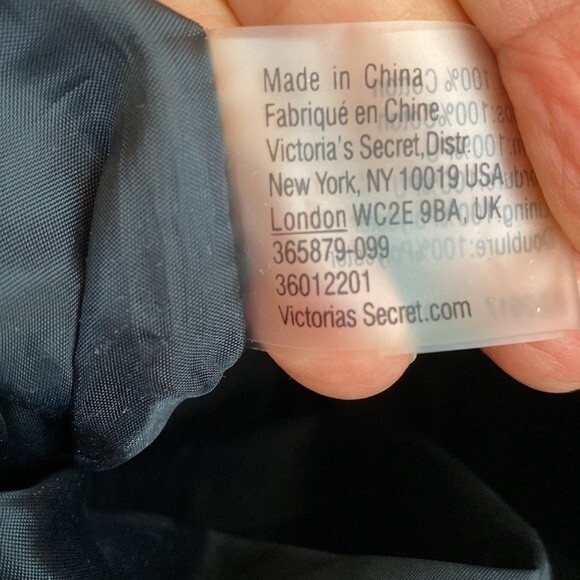 Made in China
Fabriqué en Chine
Victoria's Secret,Distr.
New York, NY 10019 USA
London WC2E 9BA, UK
365879-099
36012201
Victorias Secret.com